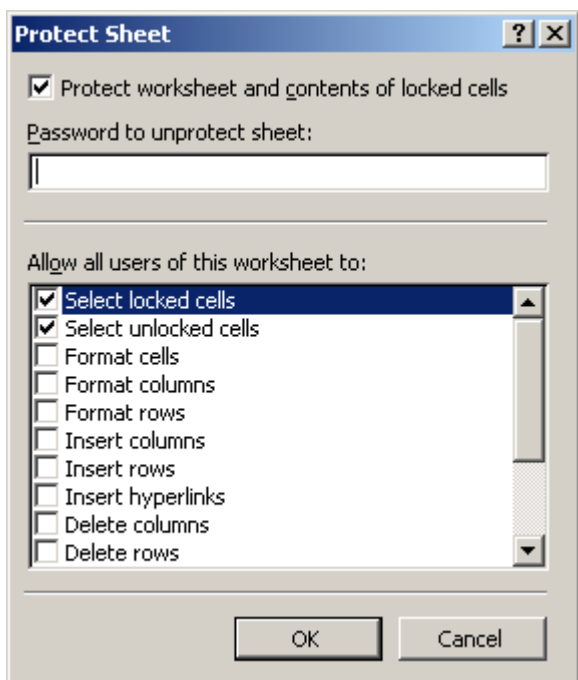 Protect Sheet
Protect worksheet and contents of locked cells
Password to unprotect sheet:
Allow all users of this worksheet to:
Select locked cells
Select unlocked cells
Format cells
Format columns
Format rows
Insert columns
Insert rows
Insert hyperlinks
Delete columns
Delete rows
OK Cancel